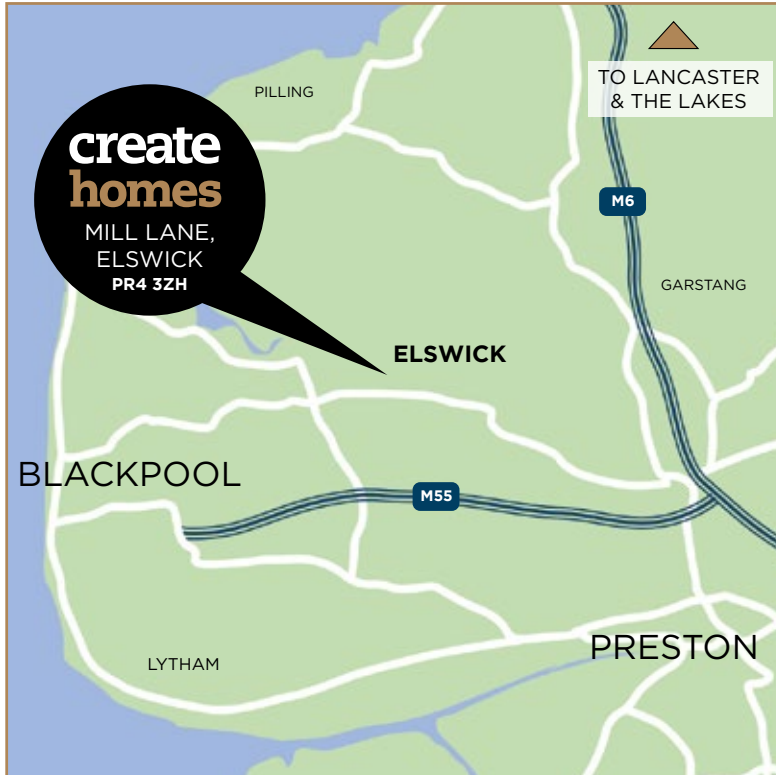 PILLING
TO LANCASTER
& THE LAKES
create
homes
MILL LANE,
ELSWICK
PR4 3ZH
M6
GARSTANG
ELSWICK
BLACKPOOL
M55
PRESTON
LYTHAM